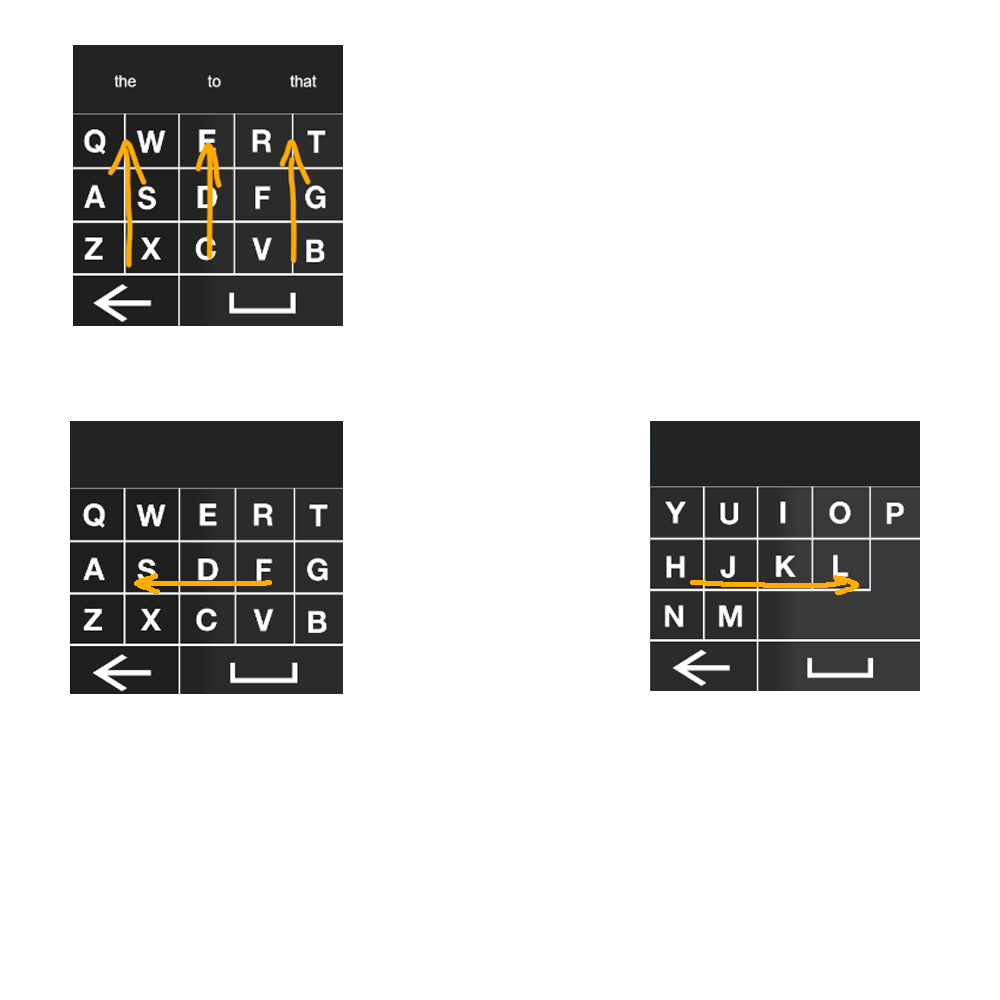 the to that
Q W E R T
A S D F G
Z X C V B
Q W E R T
A S D F G
Z X C V B
Y U I O P
H J K L
N M